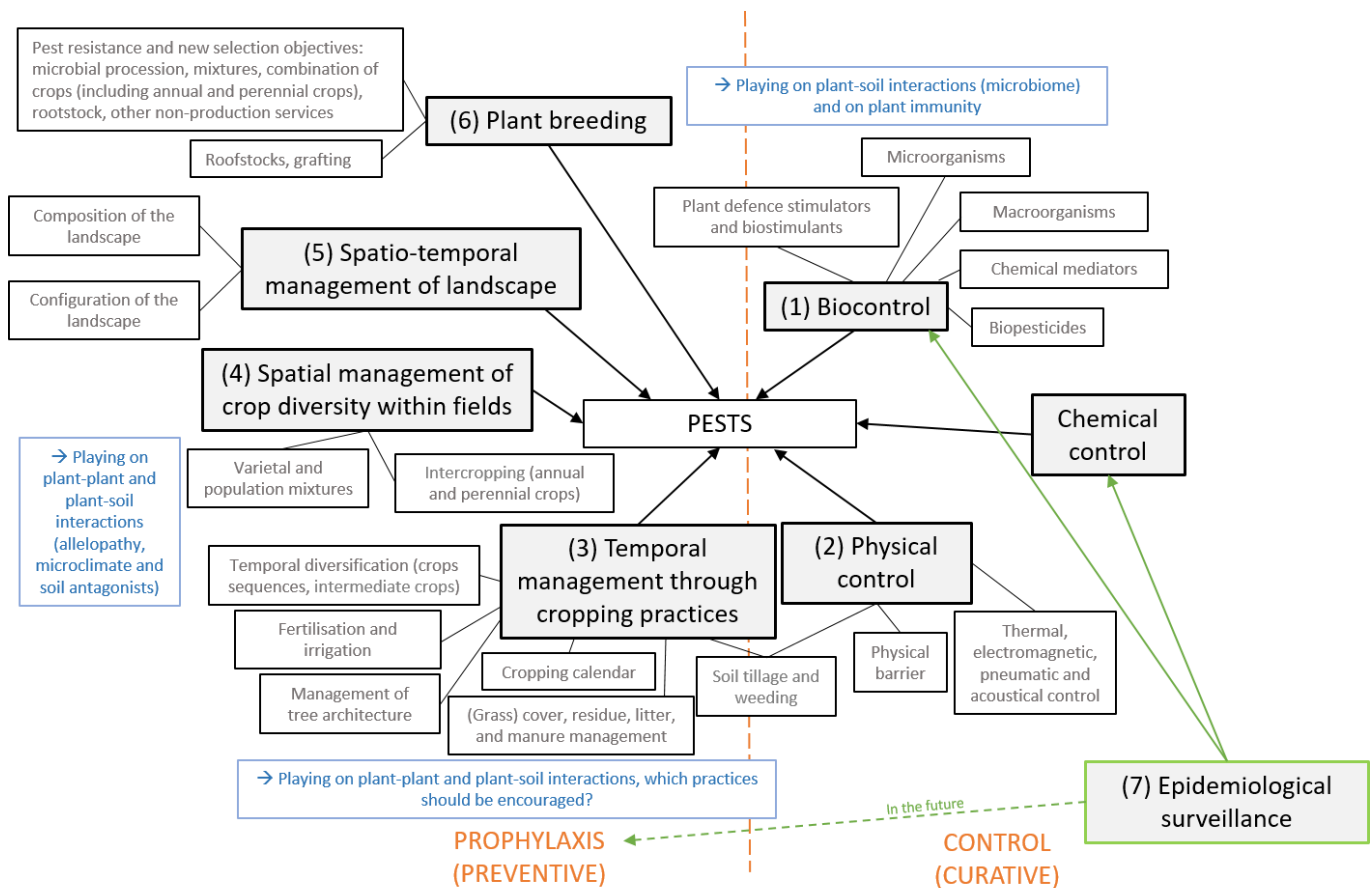 Pest resistance and new selection objectives:
microbial procession, mixtures, combination of
crops (including annual and perennial crops),
rootstock, other non-production services
(6) Plant breeding
Roofstocks, grafting
→ Playing on plant-soil interactions (microbiome)
and on plant immunity
Microorganisms
Plant defence stimulators
and biostimulants
Macroorganisms
Chemical mediators
(1) Biocontrol
Biopesticides
Composition of the
landscape
(5) Spatio-temporal
management of landscape
Configuration of the
landscape
(4) Spatial management of
crop diversity within fields
PESTS
Chemical
control
→ Playing on
plant-plant and
plant-soil
interactions
(allelopathy,
microclimate and
soil antagonists)
Varietal and
population mixtures
Intercropping (annual
and perennial crops)
(3) Temporal
management through
cropping practices
(2) Physical
control
Temporal diversification (crops
sequences, intermediate crops)
Fertilisation and
irrigation
Management of
tree architecture
Cropping calendar
(Grass) cover, residue, litter,
and manure management
Soil tillage and
weeding
Physical
barrier
Thermal,
electromagnetic,
pneumatic and
acoustical control
→ Playing on plant-plant and plant-soil interactions, which practices
should be encouraged?
(7) Epidemiological
surveillance
In the future
PROPHYLAXIS
(PREVENTIVE)
CONTROL
(CURATIVE)